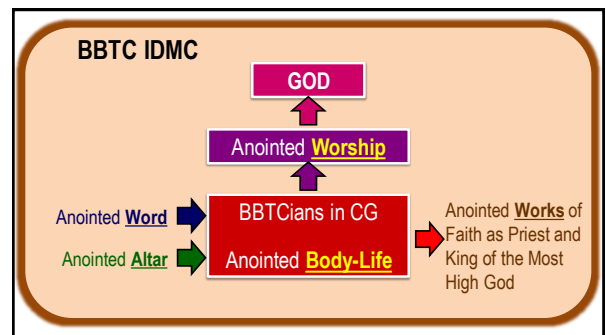 BBTC IDMC
GOD
Anointed Worship
Anointed Word
Anointed Altar
BBTCians in CG
Anointed Body-Life
Anointed Works of
Faith as Priest and
King of the Most
High God